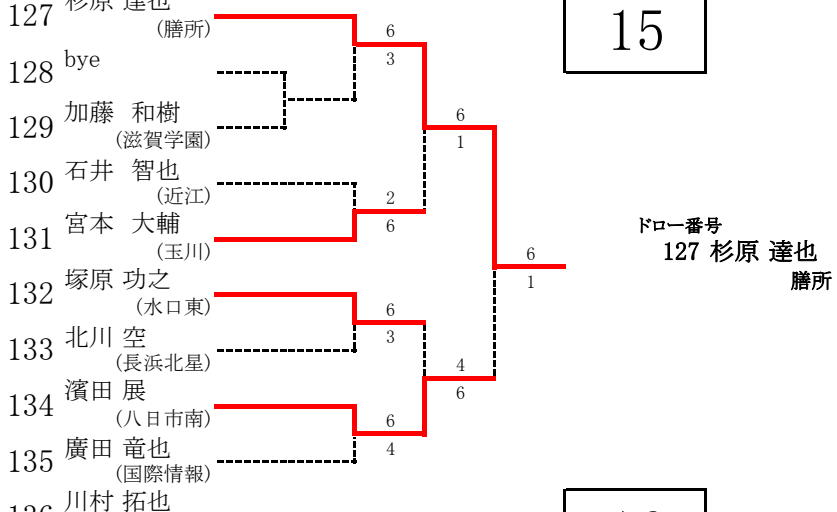 127 杉原 達也
(膳所)
128 bye
129 加藤 和樹
(滋賀学園)
130 石井 智也
(近江)
131 宮本 大輔
(玉川)
132 塚原 功之
(水口東)
133 北川 空
(長浜北星)
134 濱田 展
(八日市南)
135 廣田 竜也
(国際情報)
136 川村 拓也
6
3
2
6
6
3
6
4
6
1
4
6
6
1
15
ドロー番号
127 杉原 達也
膳所